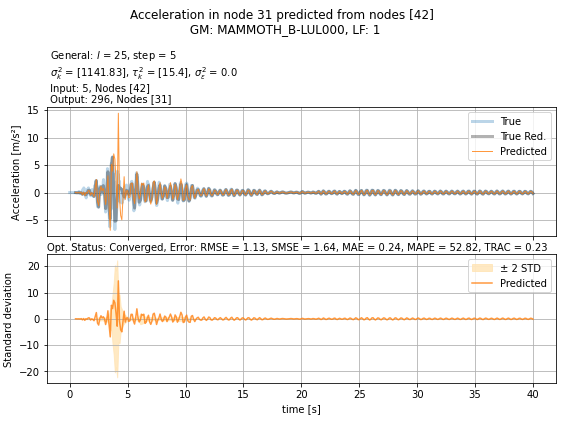 Acceleration in node 31 predicted from nodes [42]
GM: MAMMOTH_B-LUL000, LF: 1
General: l = 25, step = 5
σ²_k = [1141.83], τ²_k = [15.4], σ²_ε = 0.0
Input: 5, Nodes [42]
Output: 296, Nodes [31]
15
10
5
0
−5
Acceleration [m/s²]
True
True Red.
Predicted
Opt. Status: Converged, Error: RMSE = 1.13, SMSE = 1.64, MAE = 0.24, MAPE = 52.82, TRAC = 0.23
20
10
0
−10
−20
Standard deviation
± 2 STD
Predicted
0 5 10 15 20 25 30 35 40
time [s]